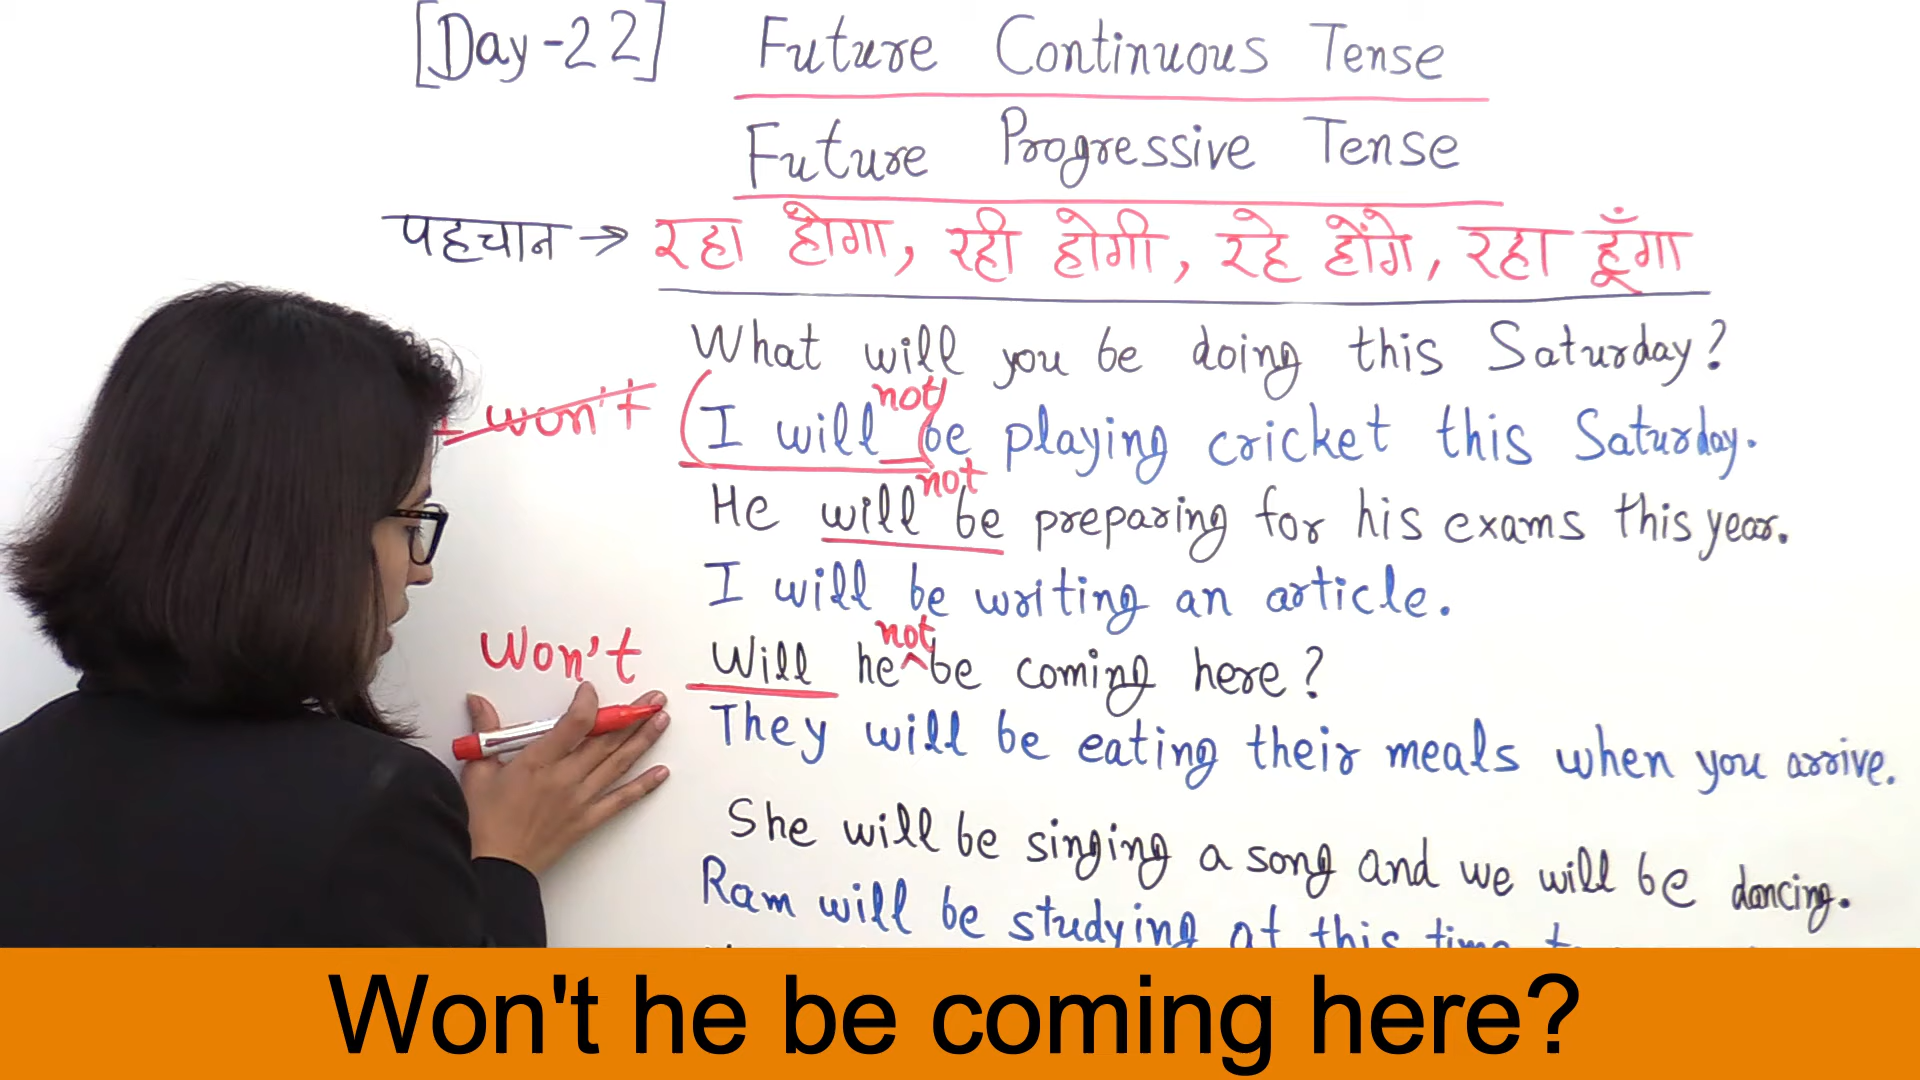 [Day-22] Future Continuous Tense
Future Progressive Tense
पहचान → रहा होगा, रही होगी, रहे होंगे, रहा हूँगा
What will you be doing this Saturday?
won't (I will not be playing cricket this Saturday.
He will not be preparing for his exams this year.
I will be writing an article.
Won't Will he not be coming here?
They will be eating their meals when you arrive.
She will be singing a song and we will be dancing.
Ram will be studying at this time
Won't he be coming here?